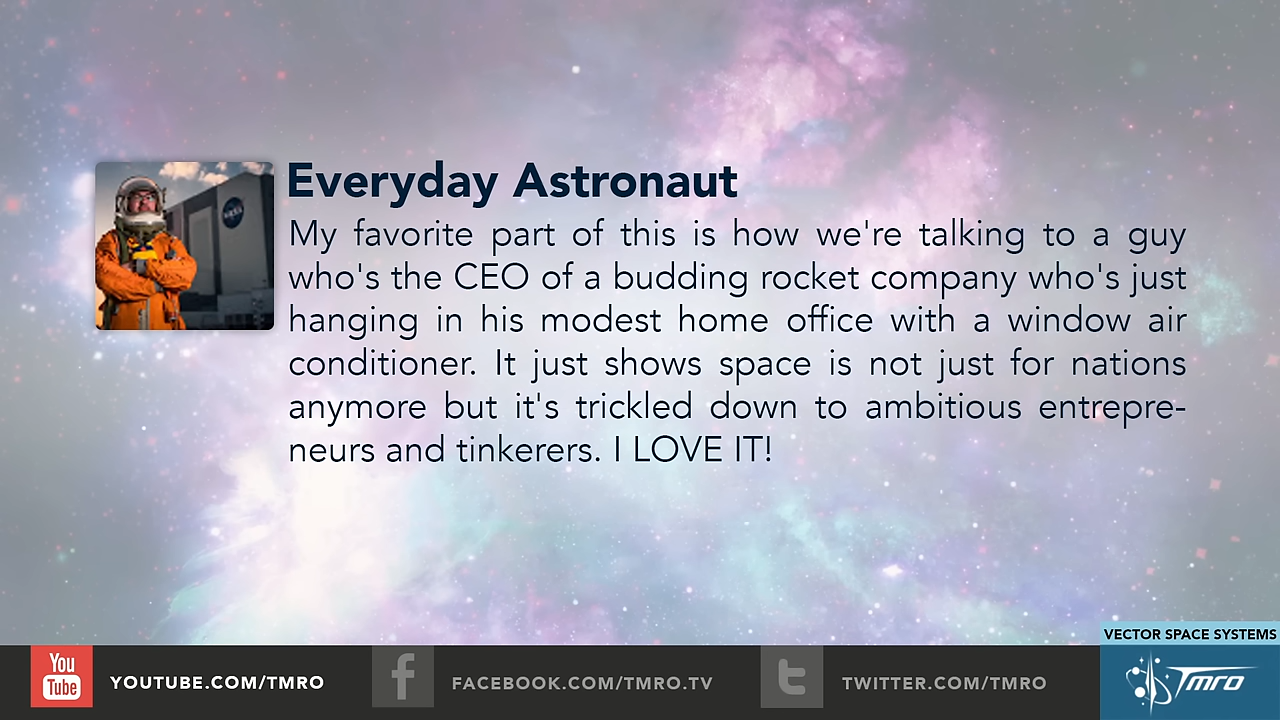 Everyday Astronaut
My favorite part of this is how we're talking to a guy
who's the CEO of a budding rocket company who's just
hanging in his modest home office with a window air
conditioner. It just shows space is not just for nations
anymore but it's trickled down to ambitious entrepre-
neurs and tinkerers. I LOVE IT!
NASA
VECTOR SPACE SYSTEMS
You
Tube
YOUTUBE.COM/TMRO
f
FACEBOOK.COM/TMRO.TV
t
TWITTER.COM/TMRO
Tmro